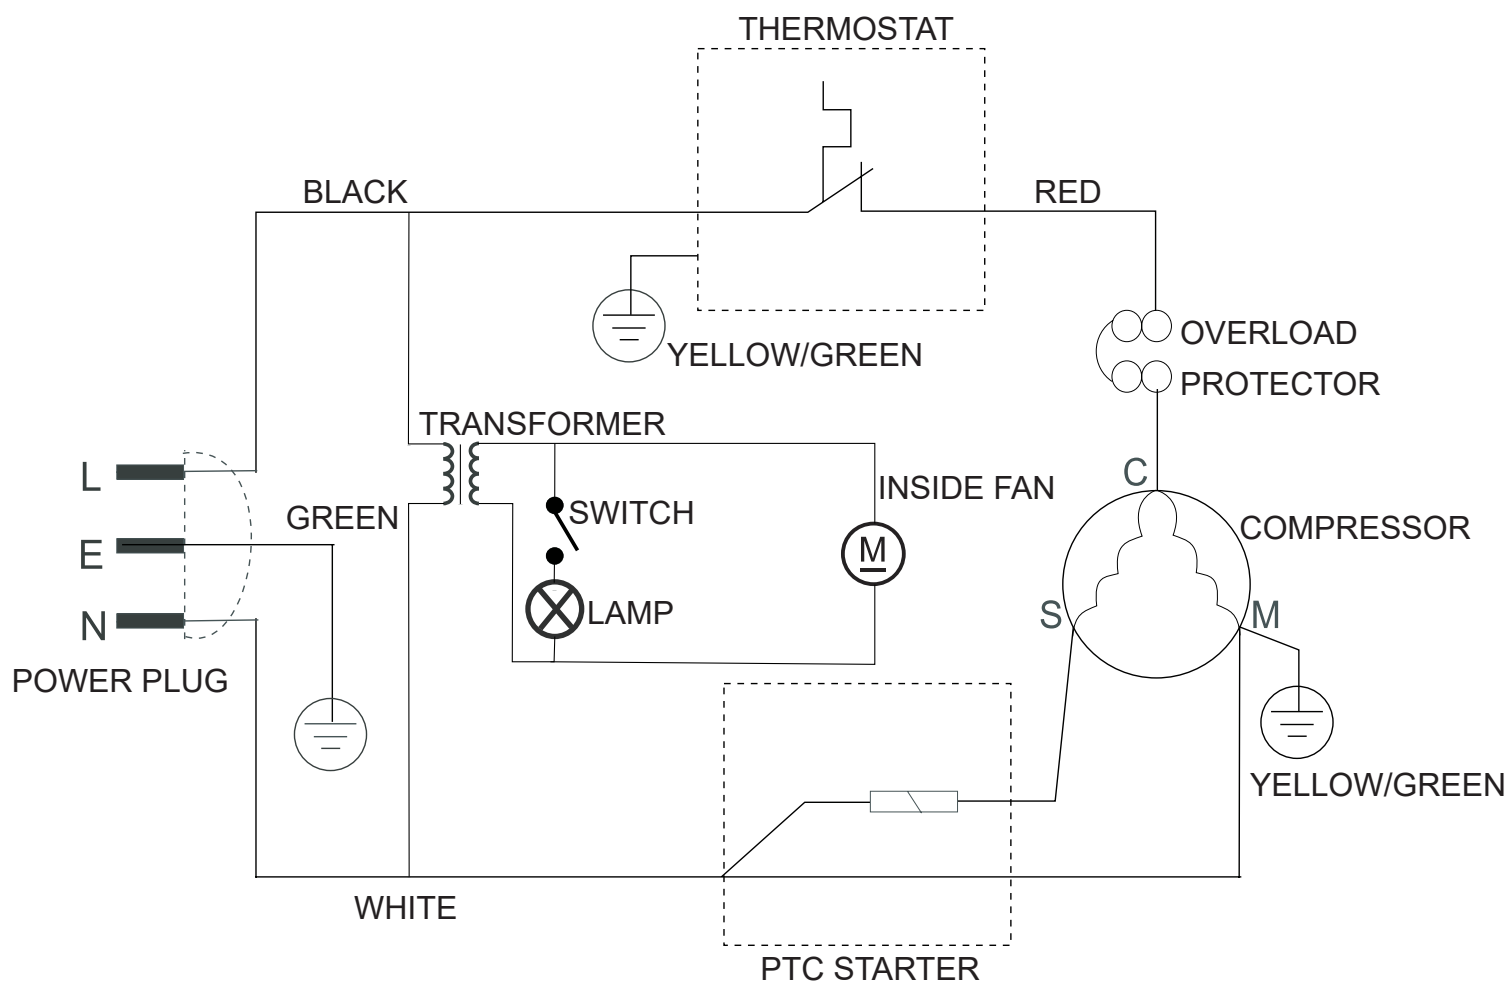 THERMOSTAT
BLACK
RED
YELLOW/GREEN
OVERLOAD
PROTECTOR
TRANSFORMER
L
GREEN
E
N
POWER PLUG
SWITCH
LAMP
INSIDE FAN
M
C
COMPRESSOR
S
M
YELLOW/GREEN
WHITE
PTC STARTER